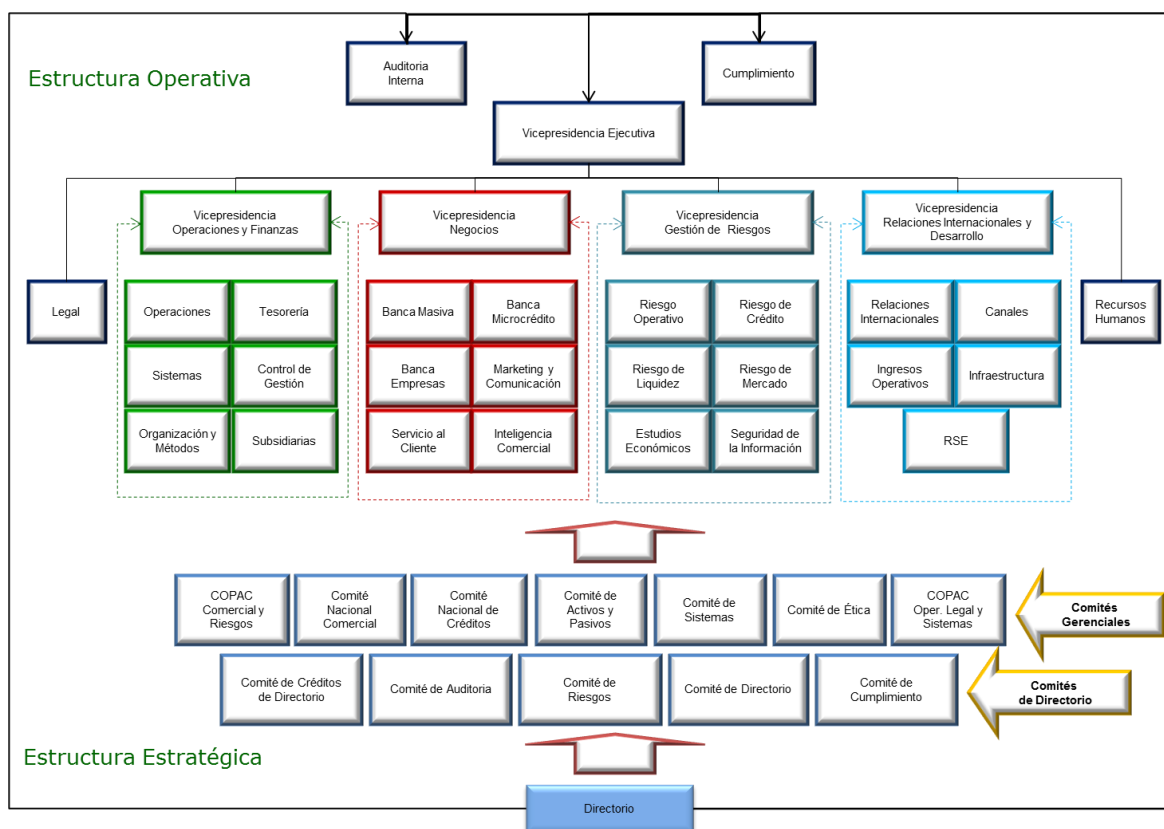 Estructura Operativa
Auditoria
Interna
Cumplimiento
Vicepresidencia Ejecutiva
Vicepresidencia
Operaciones y Finanzas
Vicepresidencia
Negocios
Vicepresidencia
Gestión de Riesgos
Vicepresidencia
Relaciones Internacionales y
Desarrollo
Legal
Operaciones
Tesorería
Banca Masiva
Banca
Microcrédito
Riesgo
Operativo
Riesgo de
Crédito
Relaciones
Internacionales
Canales
Recursos
Humanos
Sistemas
Control de
Gestión
Banca
Empresas
Marketing y
Comunicación
Riesgo de
Liquidez
Riesgo de
Mercado
Ingresos
Operativos
Infraestructura
Organización y
Métodos
Subsidiarias
Servicio al
Cliente
Inteligencia
Comercial
Estudios
Económicos
Seguridad de
la Información
RSE
COPAC
Comercial y
Riesgos
Comité
Nacional
Comercial
Comité
Nacional de
Créditos
Comité de
Activos y
Pasivos
Comité de
Sistemas
Comité de Ética
COPAC
Oper. Legal y
Sistemas
Comités
Gerenciales
Comité de Créditos
de Directorio
Comité de Auditoria
Comité de
Riesgos
Comité de Directorio
Comité de
Cumplimiento
Comités
de Directorio
Estructura Estratégica
Directorio